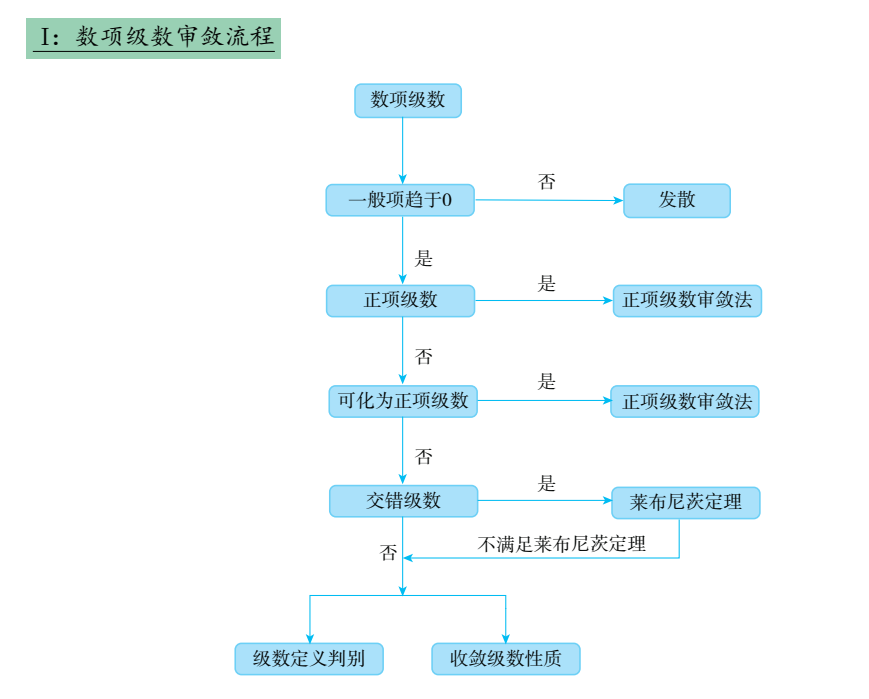 I：数项级数审敛流程
数项级数
一般项趋于0
否
发散
是
正项级数
是
正项级数审敛法
否
可化为正项级数
是
正项级数审敛法
否
交错级数
是
莱布尼茨定理
否
不满足莱布尼茨定理
级数定义判别
收敛级数性质